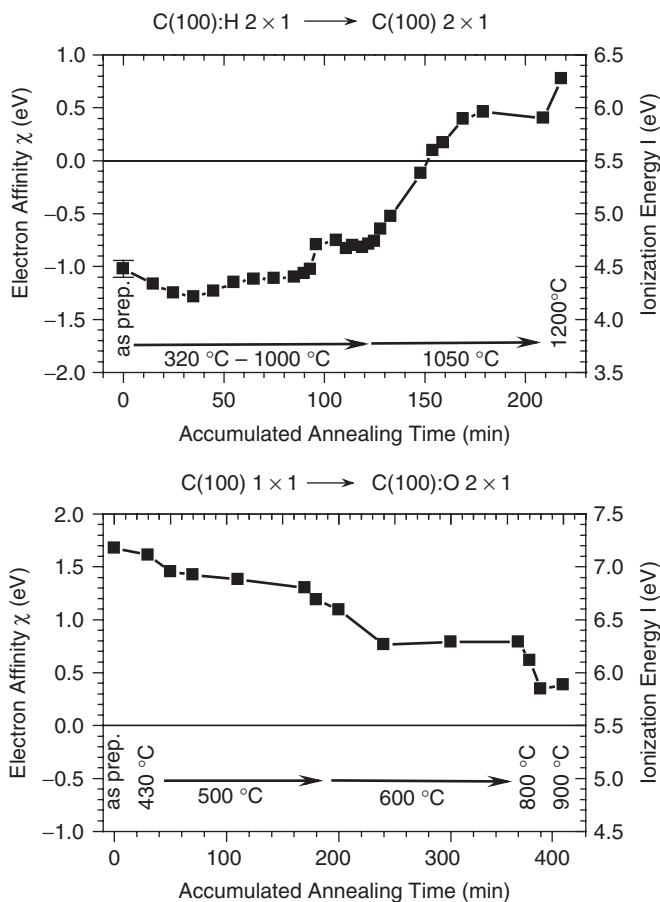 C(100):H 2 × 1 → C(100) 2 × 1
Electron Affinity χ (eV)
1.0
0.5
0.0
−0.5
−1.0
−1.5
−2.0
6.5
6.0
5.5
5.0
4.5
4.0
3.5
Ionization Energy I (eV)
as prep.
320 °C – 1000 °C
1050 °C
1200°C
0 50 100 150 200
Accumulated Annealing Time (min)
C(100) 1 × 1 → C(100):O 2 × 1
Electron Affinity χ (eV)
2.0
1.5
1.0
0.5
0.0
−0.5
−1.0
7.5
7.0
6.5
6.0
5.5
5.0
4.5
Ionization Energy I (eV)
as prep.
430 °C
500 °C
600 °C
800 °C
900 °C
0 100 200 300 400
Accumulated Annealing Time (min)